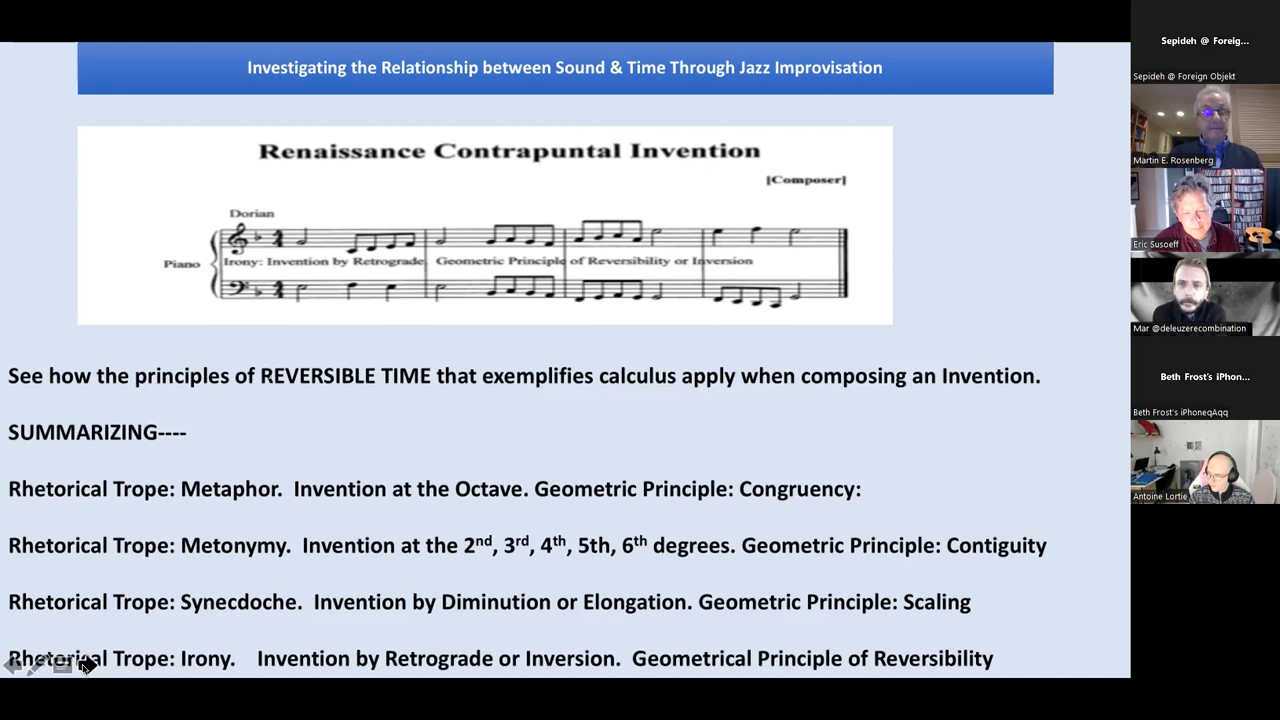 Investigating the Relationship between Sound & Time Through Jazz Improvisation
Renaissance Contrapuntal Invention
[Composer]
Dorian
Piano
Irony: Invention by Retrograde. Geometric Principle of Reversibility or Inversion
See how the principles of REVERSIBLE TIME that exemplifies calculus apply when composing an Invention.
SUMMARIZING----
Rhetorical Trope: Metaphor. Invention at the Octave. Geometric Principle: Congruency:
Rhetorical Trope: Metonymy. Invention at the 2nd, 3rd, 4th, 5th, 6th degrees. Geometric Principle: Contiguity
Rhetorical Trope: Synecdoche. Invention by Diminution or Elongation. Geometric Principle: Scaling
Rhetorical Trope: Irony. Invention by Retrograde or Inversion. Geometrical Principle of Reversibility
Sepideh @ Foreig...
Sepideh @ Foreign Objekt
Martin E. Rosenberg
Eric Susoeff
Mar @deleuzerecombination
Beth Frost's iPhon...
Beth Frost's iPhoneqAqq
Antoine Lortie